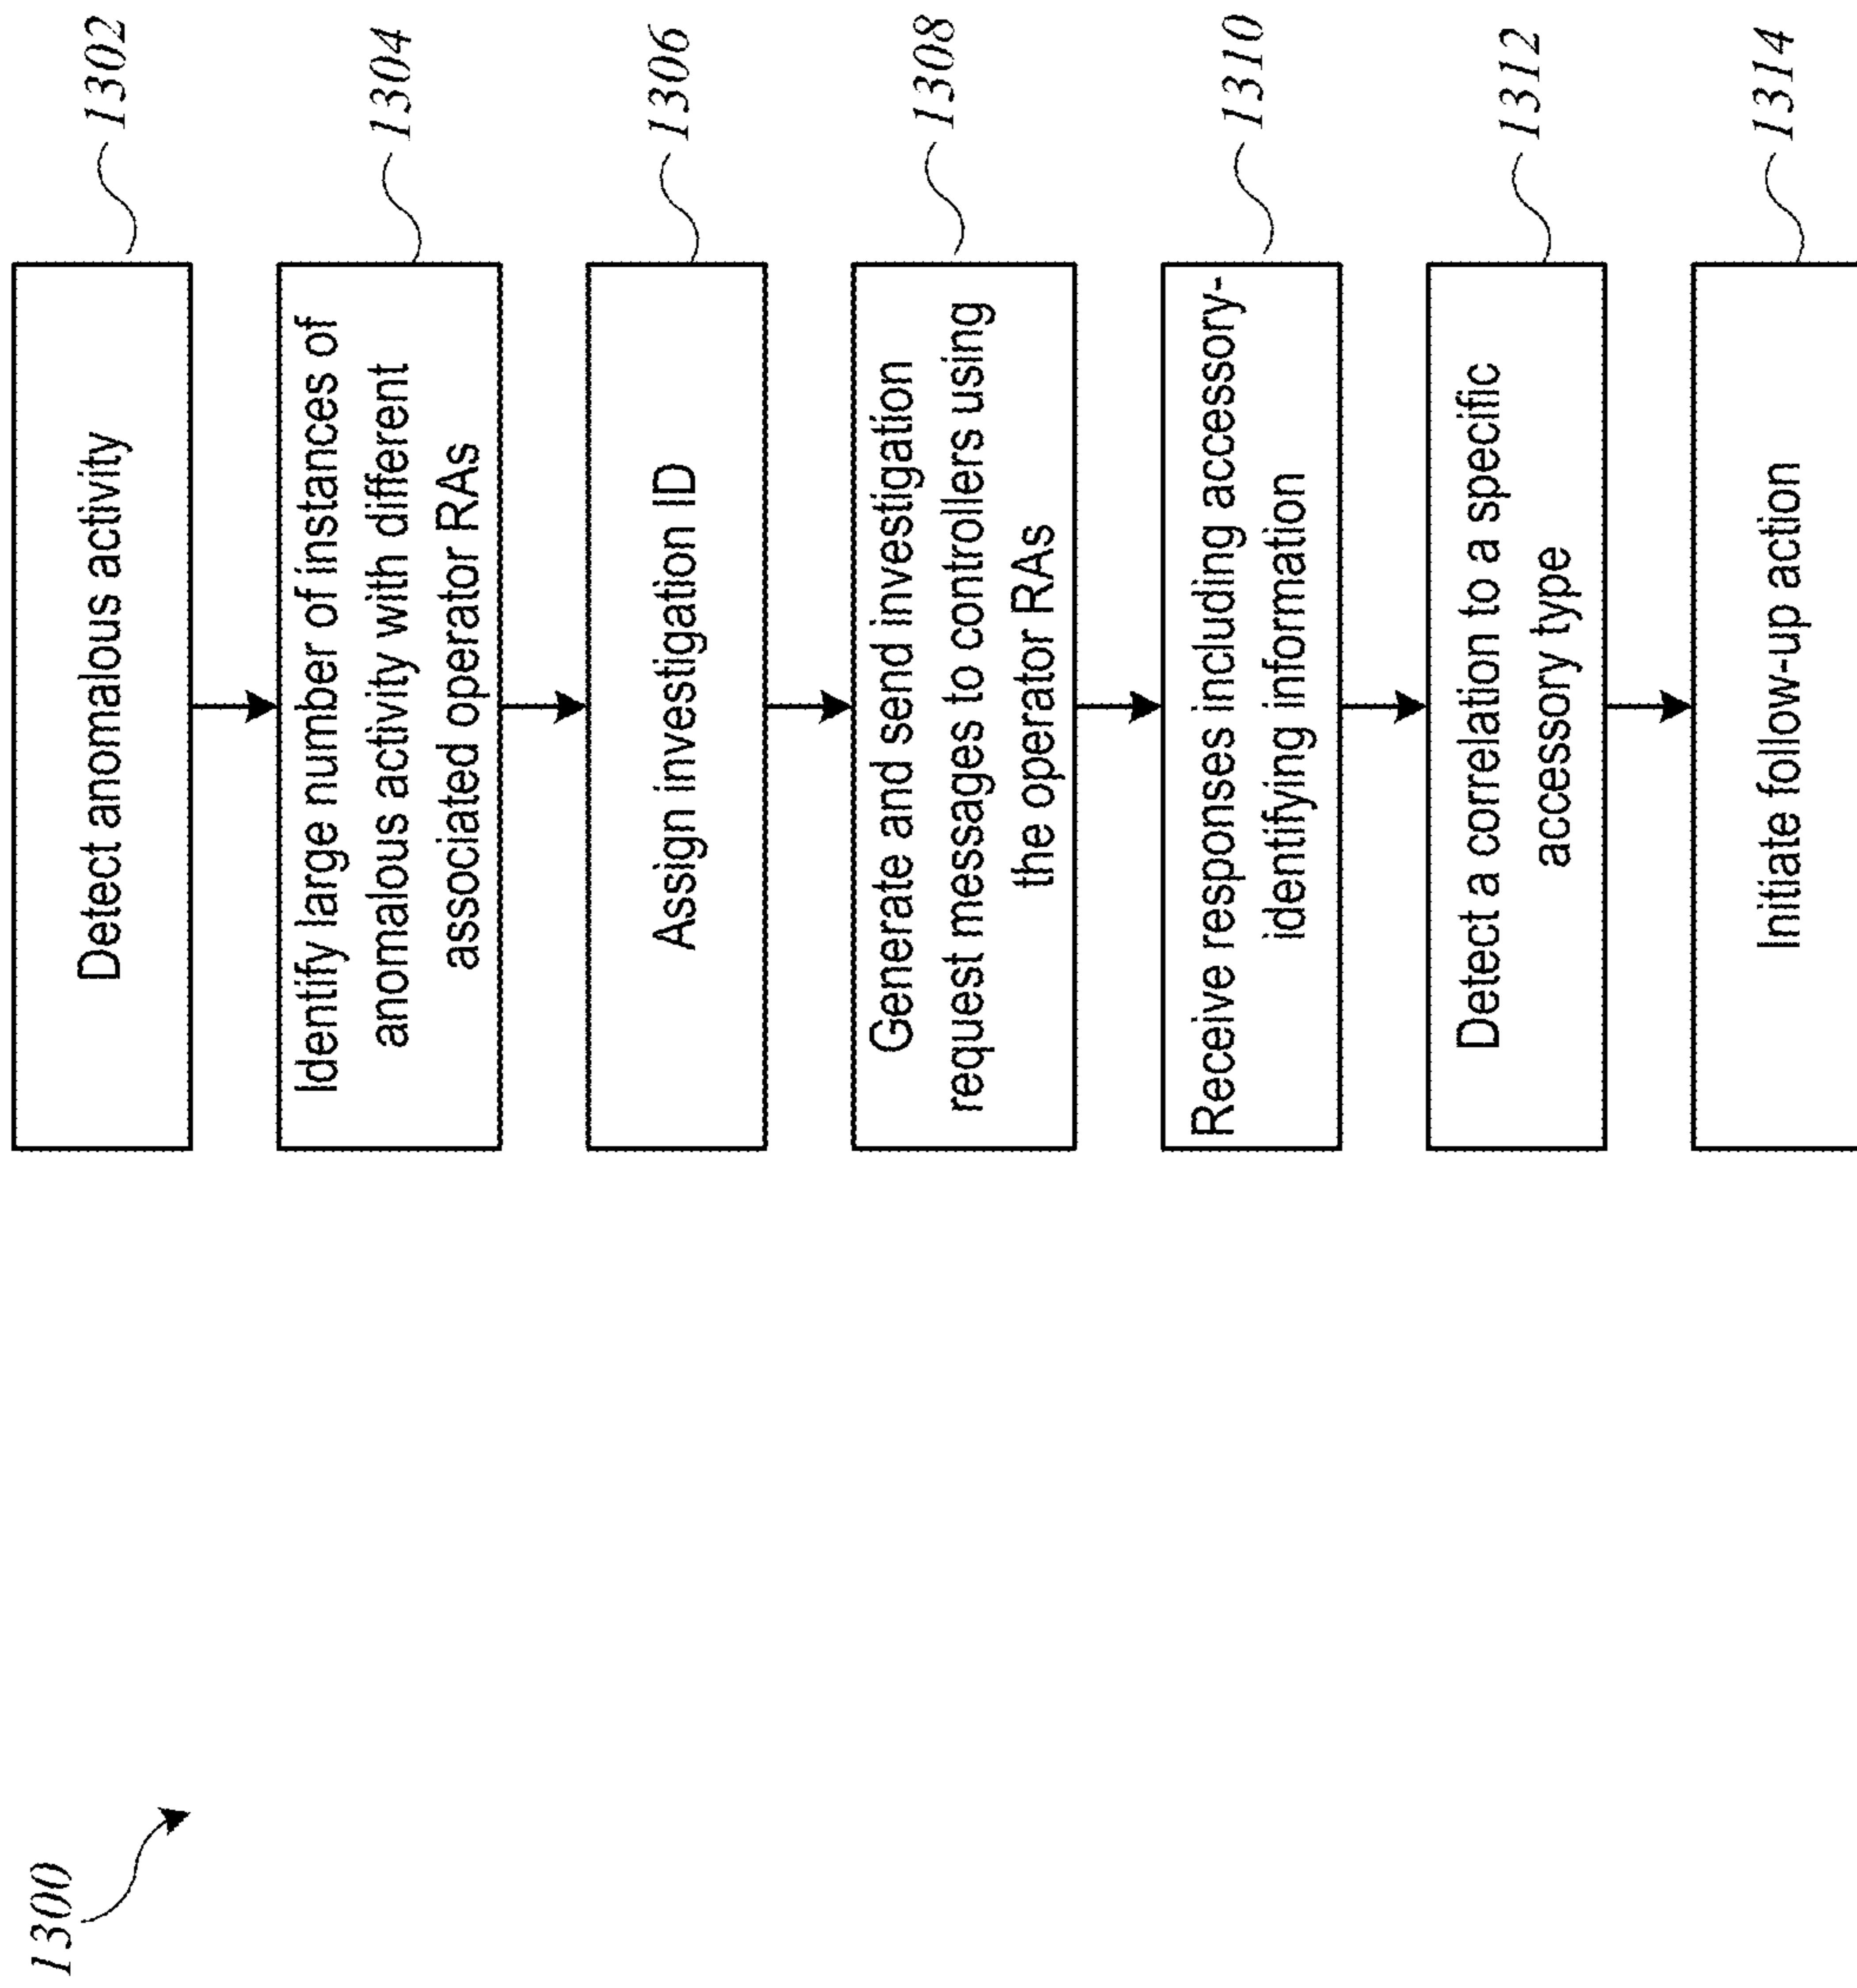 1300
Detect anomalous activity
1302
Identify large number of instances of
anomalous activity with different
associated operator RAs
1304
Assign investigation ID
1306
Generate and send investigation
request messages to controllers using
the operator RAs
1308
Receive responses including accessory-
identifying information
1310
Detect a correlation to a specific
accessory type
1312
Initiate follow-up action
1314